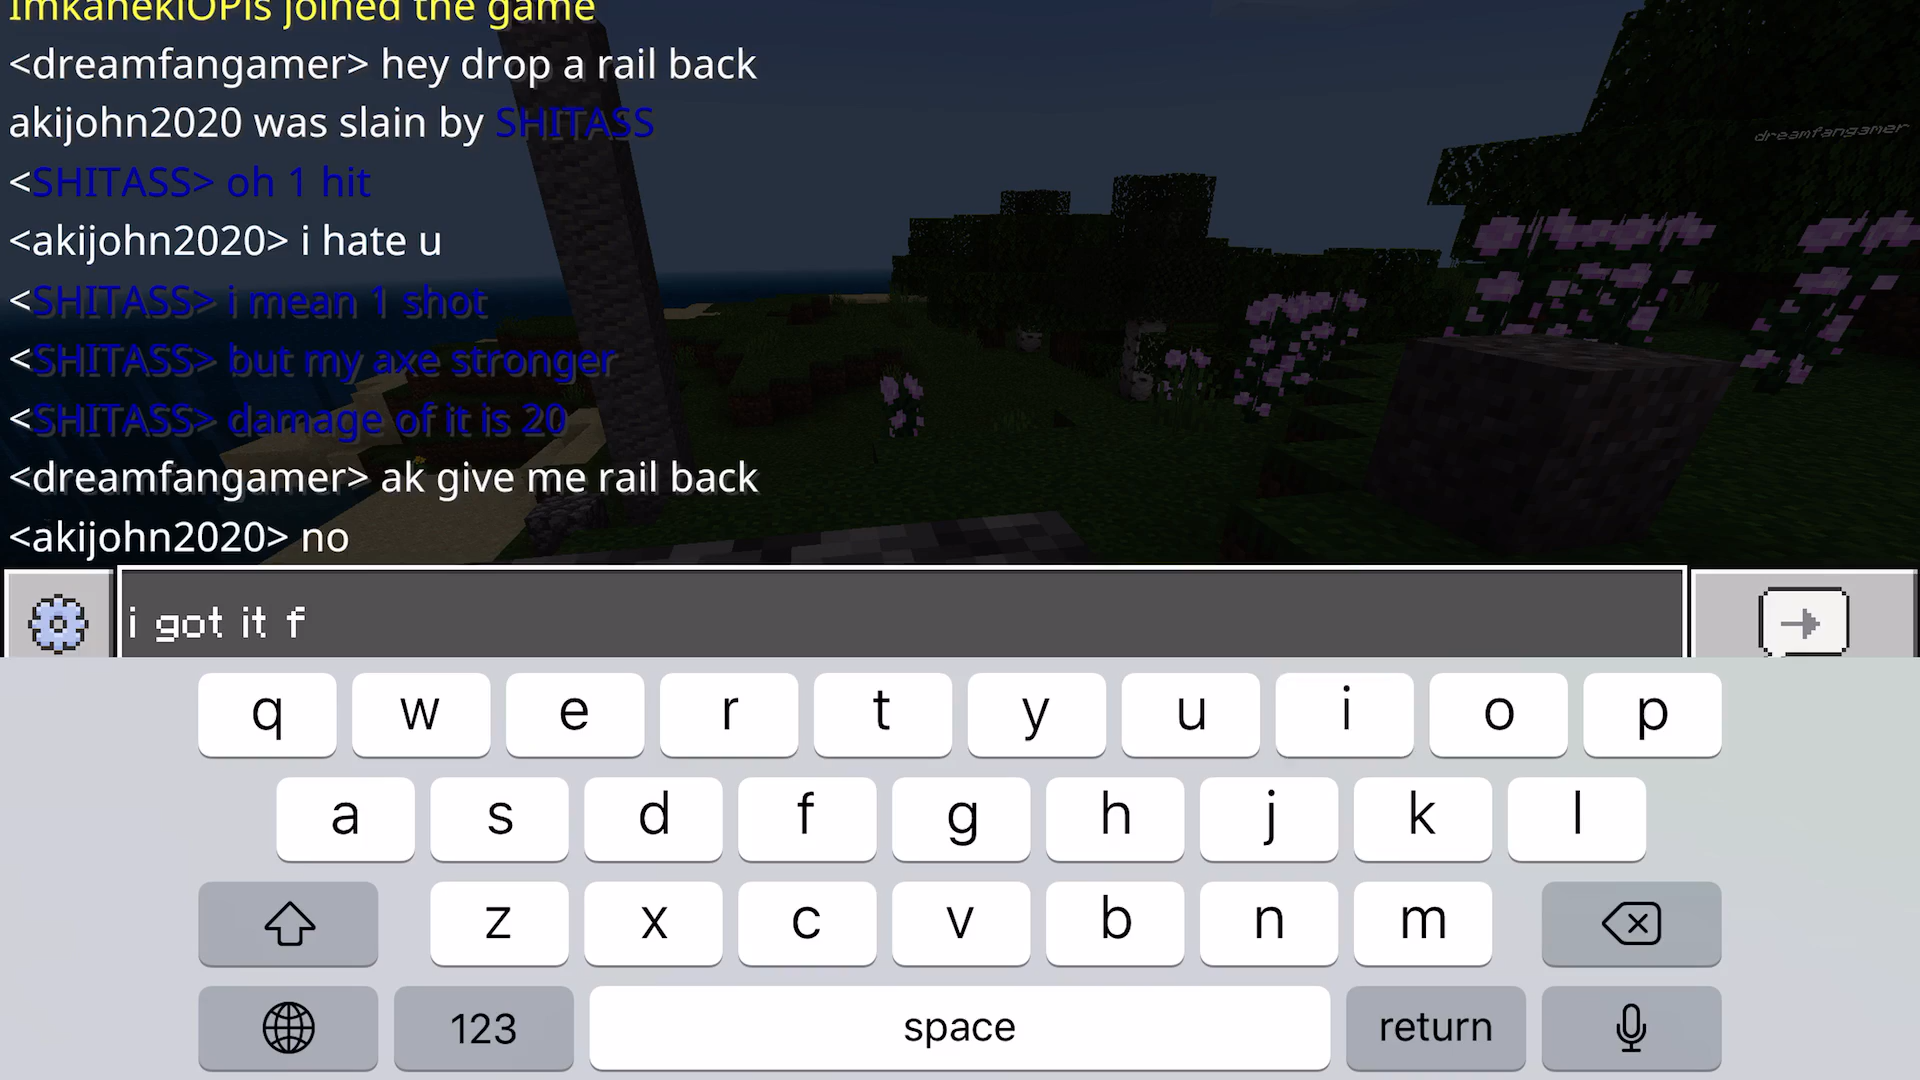 ImkanekiOPis joined the game
<dreamfangamer> hey drop a rail back
akijohn2020 was slain by SHITASS
<SHITASS> oh 1 hit
<akijohn2020> i hate u
<SHITASS> i mean 1 shot
<SHITASS> but my axe stronger
<SHITASS> damage of it is 20
<dreamfangamer> ak give me rail back
<akijohn2020> no
dreamfangamer
i got it f
q w e r t y u i o p
a s d f g h j k l
z x c v b n m
123 space return